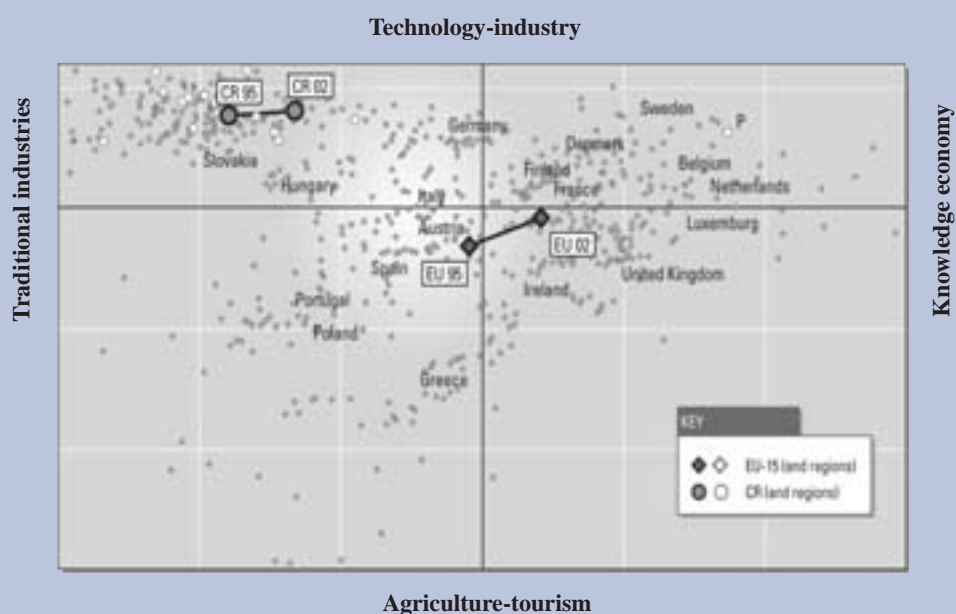 Technology-industry
Traditional industries
Knowledge economy
CR 95
CR 02
Sweden
P
Germany
Denmark
Slovakia
Belgium
Finland
Hungary
France
Netherlands
Italy
Austria
Luxemburg
EU 02
Spain
EU 95
United Kingdom
Ireland
Portugal
Poland
Greece
KEY
EU-15 (and regions)
CR (and regions)
Agriculture-tourism